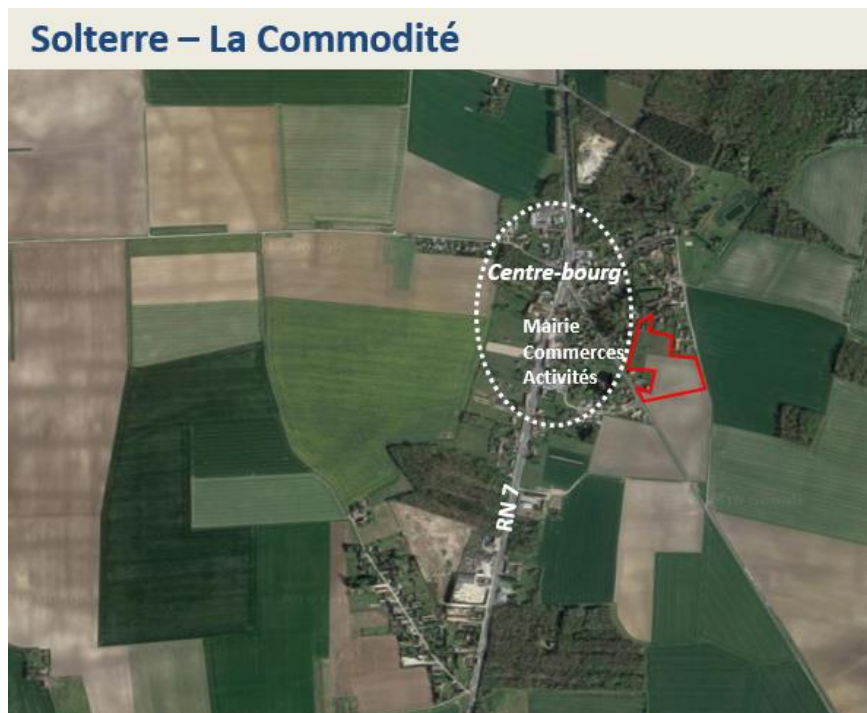 Solterre – La Commodité
Centre-bourg
Mairie
Commerces
Activités
RN 7